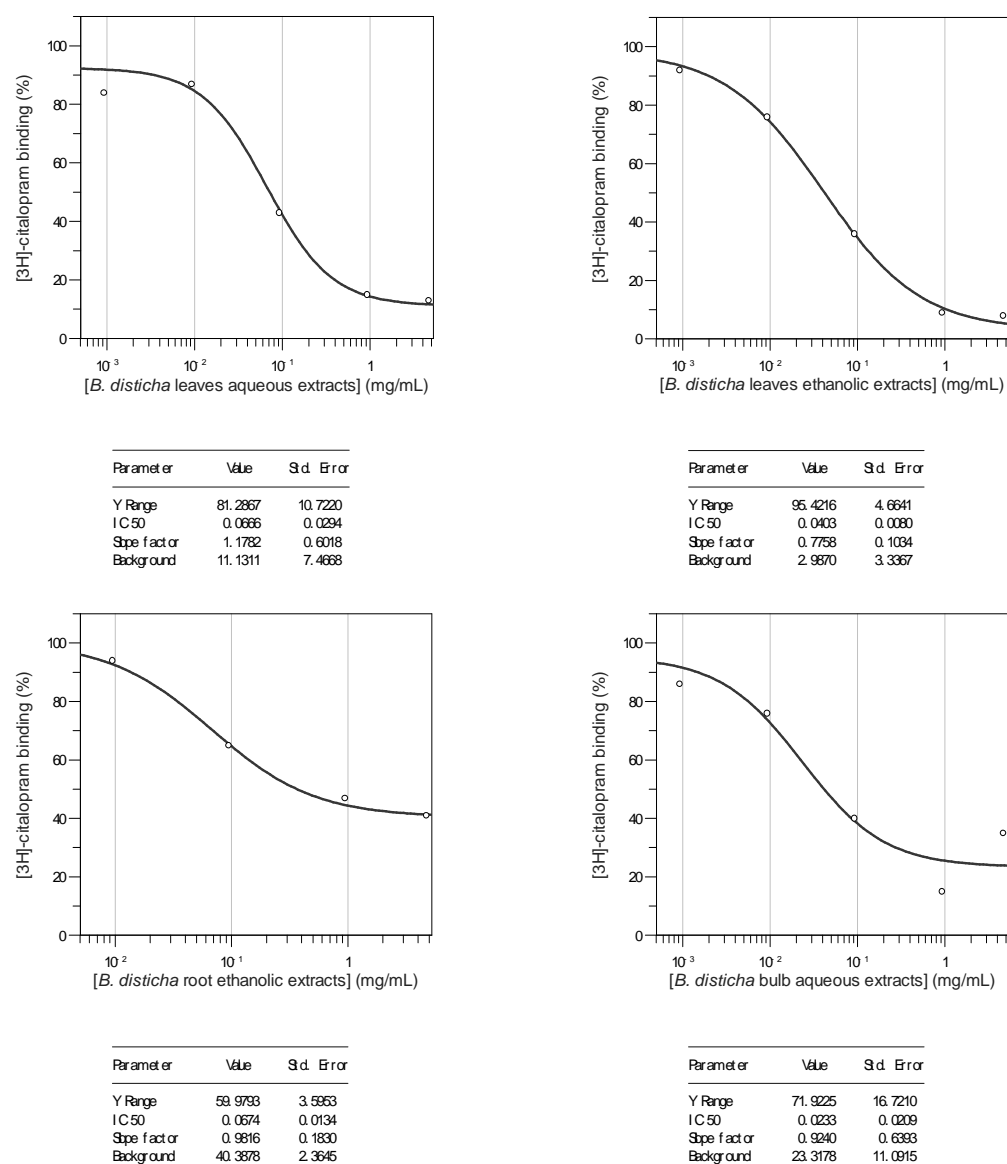 100
80
60
40
20
0
[3H]-citalopram binding (%)
10-3 10-2 10-1 1
[B. disticha leaves aqueous extracts] (mg/mL)
100
80
60
40
20
0
[3H]-citalopram binding (%)
10-3 10-2 10-1 1
[B. disticha leaves ethanolic extracts] (mg/mL)
Parameter Value Std. Error
Y Range 81.2867 10.7220
IC50 0.0666 0.0294
Slope factor 1.1782 0.6018
Background 11.1311 7.4668
Parameter Value Std. Error
Y Range 95.4216 4.6641
IC50 0.0403 0.0080
Slope factor 0.7758 0.1034
Background 2.9870 3.3367
100
80
60
40
20
0
[3H]-citalopram binding (%)
10-2 10-1 1
[B. disticha root ethanolic extracts] (mg/mL)
100
80
60
40
20
0
[3H]-citalopram binding (%)
10-3 10-2 10-1 1
[B. disticha bulb aqueous extracts] (mg/mL)
Parameter Value Std. Error
Y Range 59.9793 3.5953
IC50 0.0674 0.0134
Slope factor 0.9816 0.1830
Background 40.3878 2.3645
Parameter Value Std. Error
Y Range 71.9225 16.7210
IC50 0.0233 0.0209
Slope factor 0.9240 0.6393
Background 23.3178 11.0915